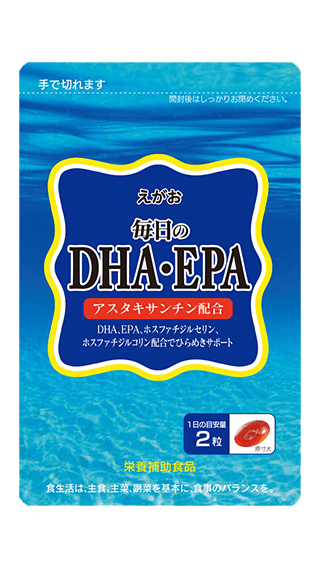 手で切れます
開封後はしっかりお閉めください。
えがお
毎日の
DHA・EPA
アスタキサンチン配合
DHA、EPA、ホスファチジルセリン、
ホスファチジルコリン配合でひらめきサポート
1日の目安量
2粒
原寸大
栄養補助食品
食生活は、主食、主菜、副菜を基本に、食事のバランスを。